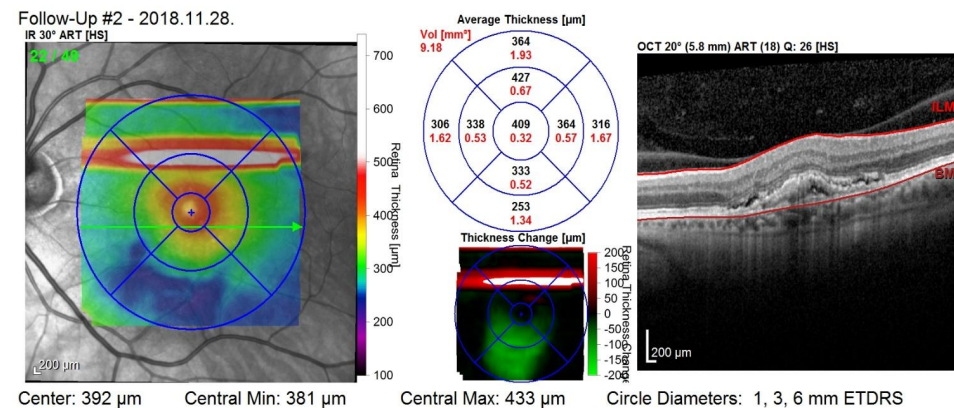 Follow-Up #2 - 2018.11.28.
IR 30° ART [HS]
22 / 49
700
600
500
400
300
200
100
Retina Thickness [µm]
200 µm
Average Thickness [µm]
Vol [mm³]
9.18
364
1.93
427
0.67
306
1.62
338
0.53
409
0.32
364
0.57
316
1.67
333
0.52
253
1.34
Thickness Change [µm]
200
150
100
50
0
-50
-100
-150
-200
Retina Thickness Change
OCT 20° (5.8 mm) ART (18) Q: 26 [HS]
ILM
BM
200 µm
Center: 392 µm Central Min: 381 µm Central Max: 433 µm Circle Diameters: 1, 3, 6 mm ETDRS